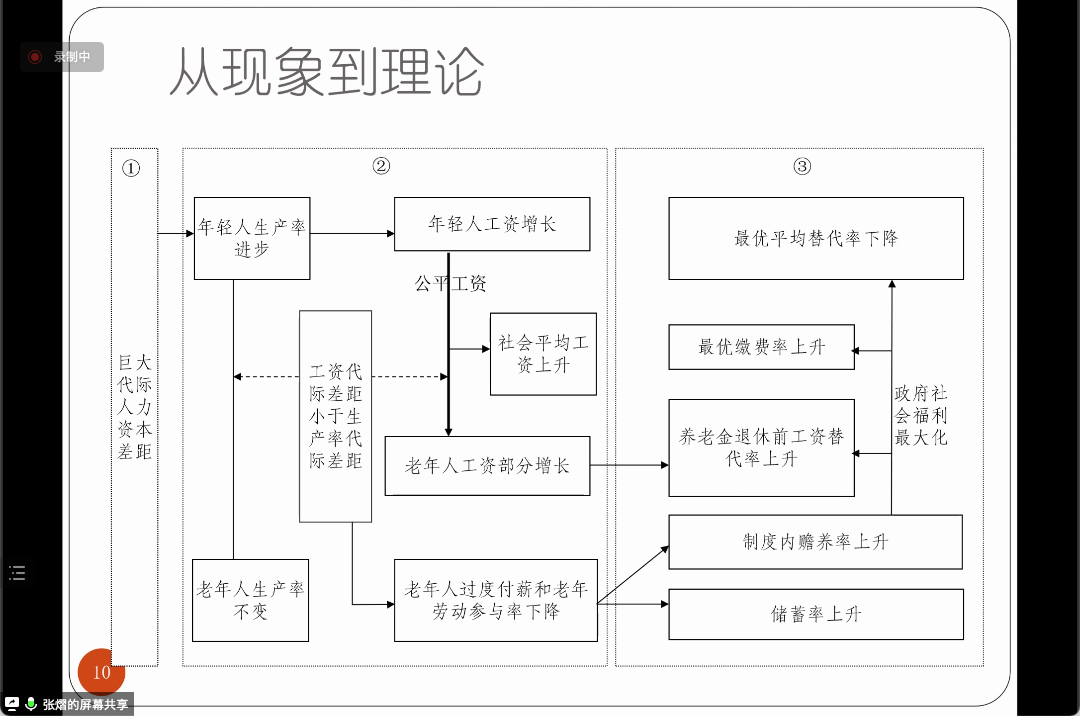 录制中
从现象到理论
①
巨大
代际
人力
资本
差距
②
年轻人生产率
进步
年轻人工资增长
公平工资
社会平均工
资上升
工资代
际差距
小于生
产率代
际差距
老年人工资部分增长
老年人生产率
不变
老年人过度付薪和老年
劳动参与率下降
③
最优平均替代率下降
最优缴费率上升
政府社
会福利
最大化
养老金退休前工资替
代率上升
制度内赡养率上升
储蓄率上升
10
张熠的屏幕共享